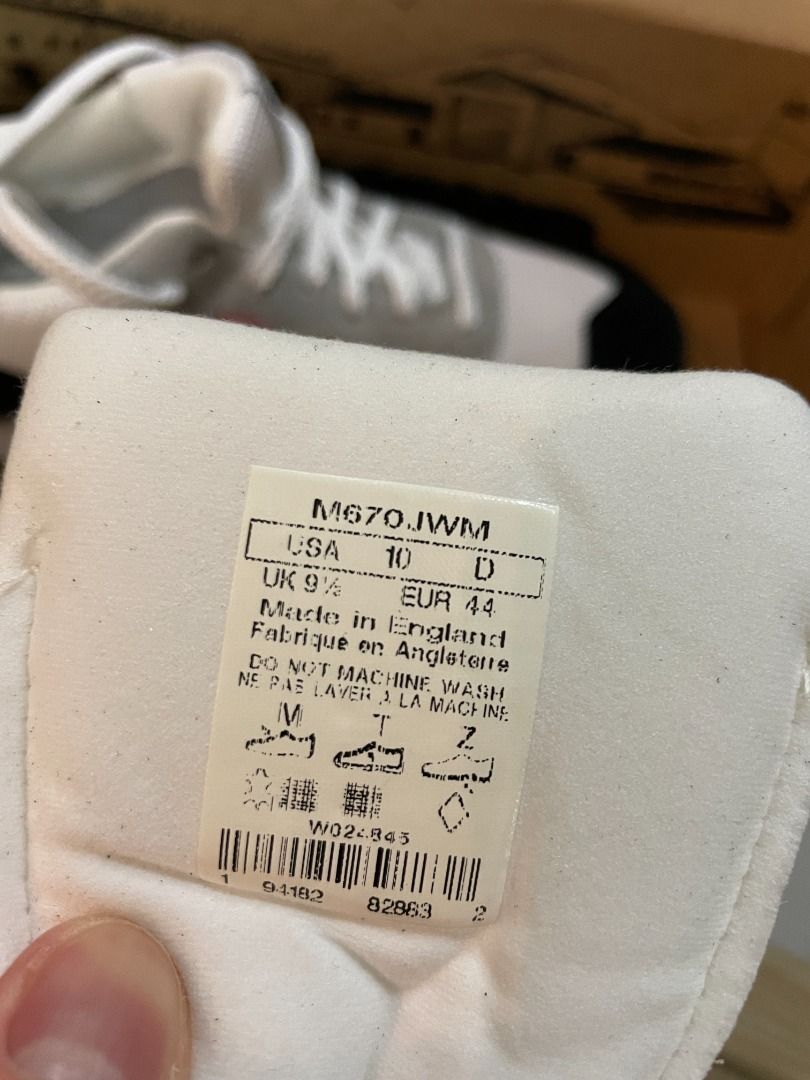 M670JWM
USA 10 D
UK 9½ EUR 44
Made in England
Fabriqué en Angleterre
DO NOT MACHINE WASH
NE PAS LAVER À LA MACHINE
M T Z
W024845
1 94182 82883 2